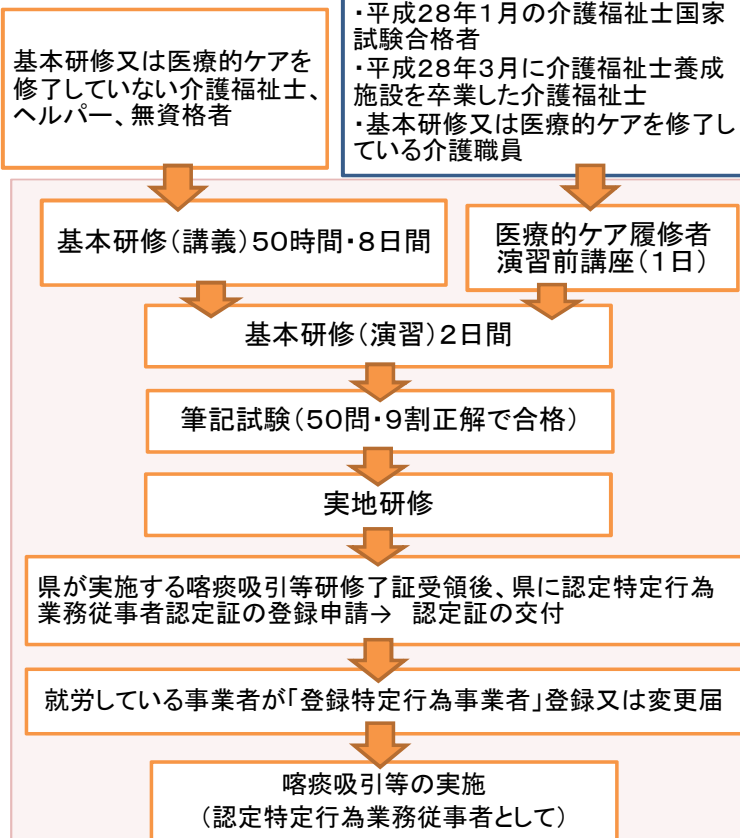 基本研修又は医療的ケアを
修了していない介護福祉士、
ヘルパー、無資格者
・平成28年1月の介護福祉士国家
試験合格者
・平成28年3月に介護福祉士養成
施設を卒業した介護福祉士
・基本研修又は医療的ケアを修了し
ている介護職員
基本研修(講義)50時間・8日間
医療的ケア履修者
演習前講座(1日)
基本研修(演習)2日間
筆記試験(50問・9割正解で合格)
実地研修
県が実施する喀痰吸引等研修了証受領後、県に認定特定行為
業務従事者認定証の登録申請→ 認定証の交付
就労している事業者が「登録特定行為事業者」登録又は変更届
喀痰吸引等の実施
(認定特定行為業務従事者として)